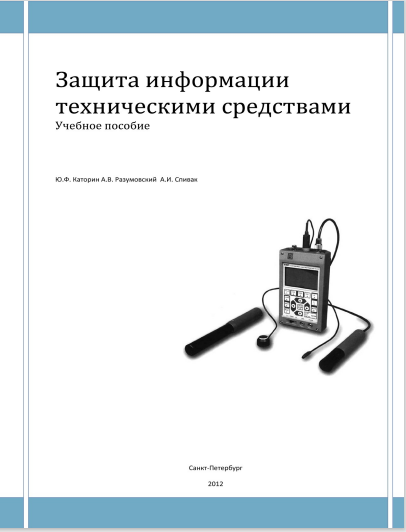 Защита информации
техническими средствами
Учебное пособие
Ю.Ф. Каторин А.В. Разумовский А.И. Спивак
Санкт-Петербург
2012